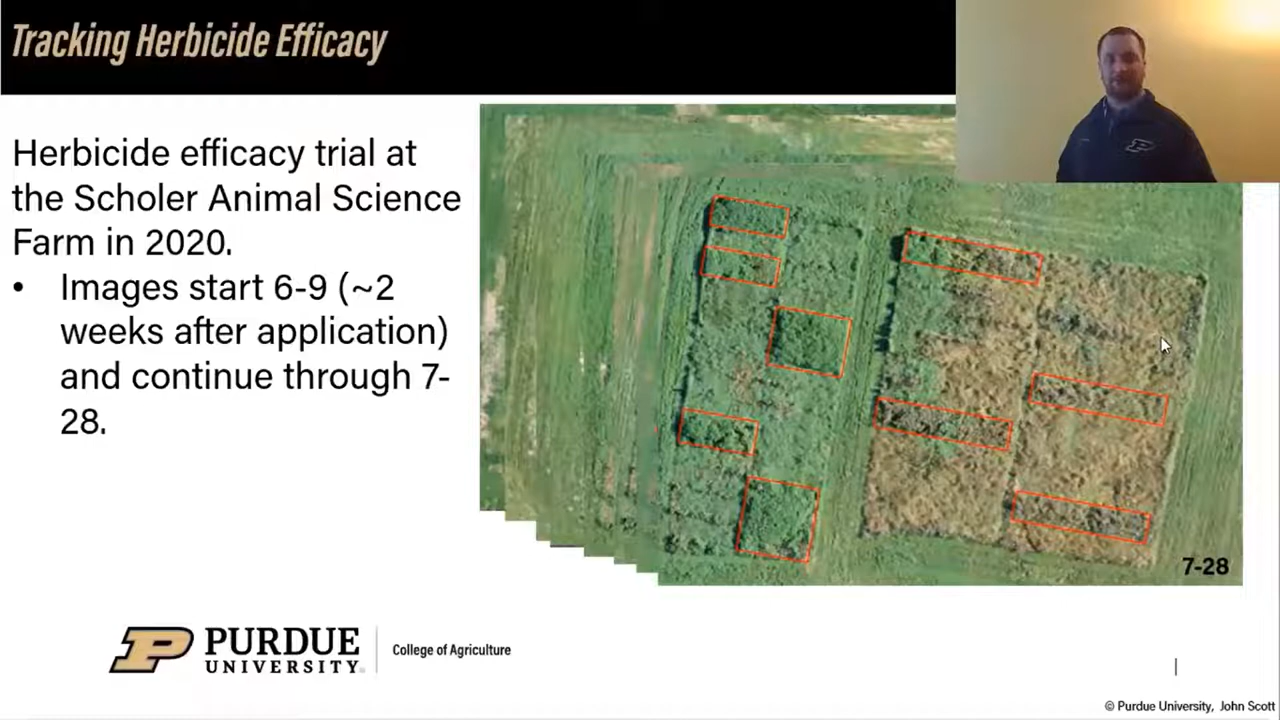 Tracking Herbicide Efficacy
Herbicide efficacy trial at
the Scholer Animal Science
Farm in 2020.
• Images start 6-9 (~2
weeks after application)
and continue through 7-
28.
7-28
PURDUE
UNIVERSITY®
College of Agriculture
© Purdue University, John Scott